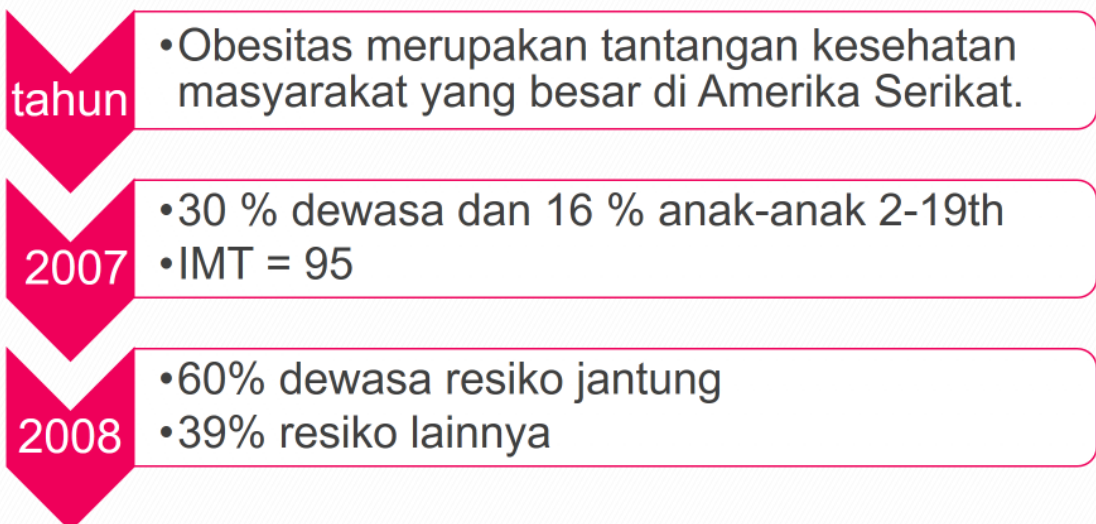 tahun
•Obesitas merupakan tantangan kesehatan
masyarakat yang besar di Amerika Serikat.
2007
•30 % dewasa dan 16 % anak-anak 2-19th
•IMT = 95
2008
•60% dewasa resiko jantung
•39% resiko lainnya